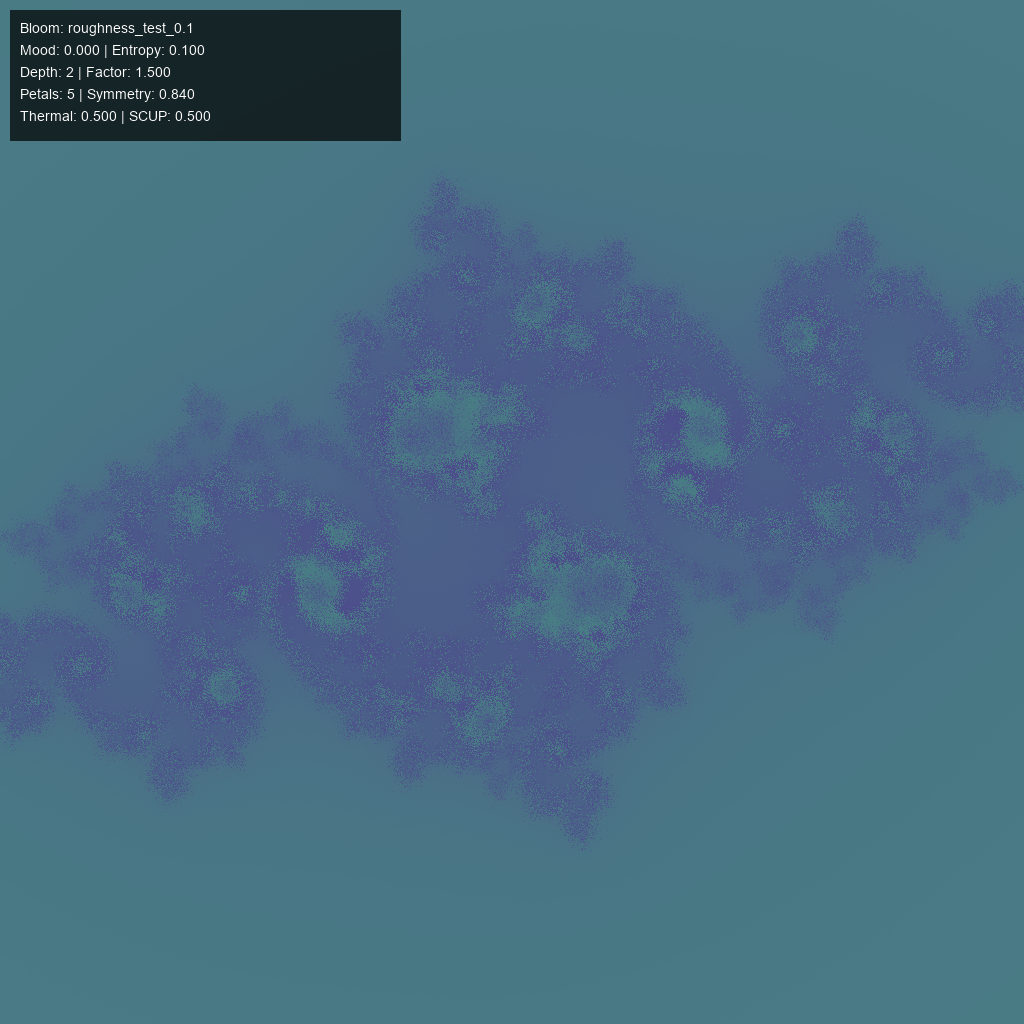 Bloom: roughness_test_0.1
Mood: 0.000 | Entropy: 0.100
Depth: 2 | Factor: 1.500
Petals: 5 | Symmetry: 0.840
Thermal: 0.500 | SCUP: 0.500